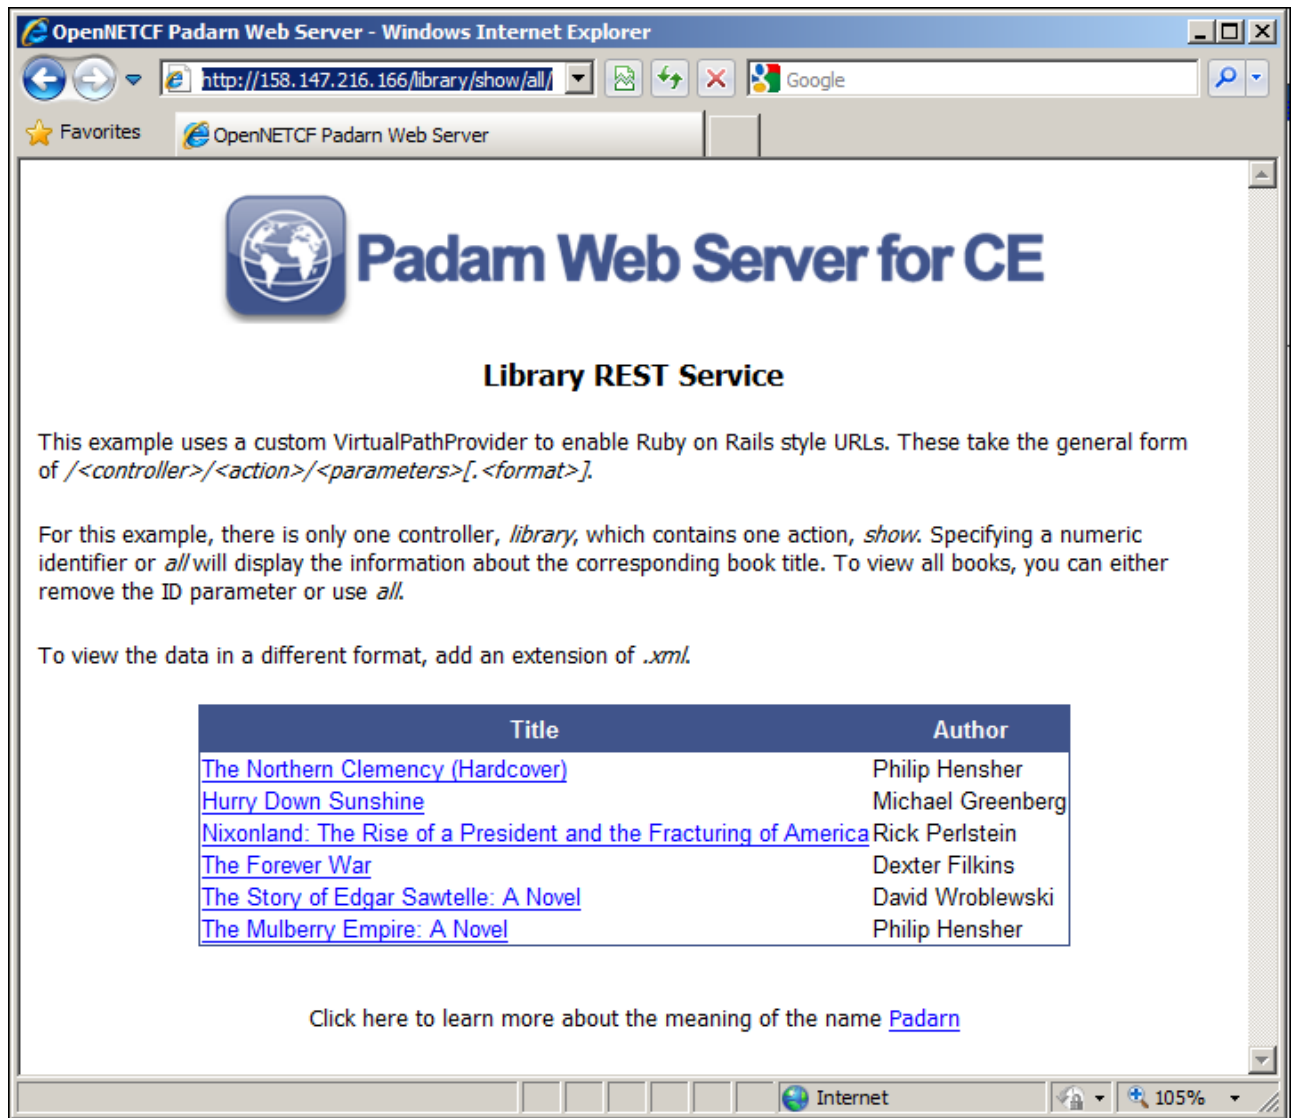 OpenNETCF Padarn Web Server - Windows Internet Explorer
http://158.147.216.166/library/show/all/
Google
Favorites
OpenNETCF Padarn Web Server
Padarn Web Server for CE
Library REST Service
This example uses a custom VirtualPathProvider to enable Ruby on Rails style URLs. These take the general form
of /<controller>/<action>/<parameters>[.<format>].
For this example, there is only one controller, library, which contains one action, show. Specifying a numeric
identifier or all will display the information about the corresponding book title. To view all books, you can either
remove the ID parameter or use all.
To view the data in a different format, add an extension of .xml.
Title Author
The Northern Clemency (Hardcover) Philip Hensher
Hurry Down Sunshine Michael Greenberg
Nixonland: The Rise of a President and the Fracturing of America Rick Perlstein
The Forever War Dexter Filkins
The Story of Edgar Sawtelle: A Novel David Wroblewski
The Mulberry Empire: A Novel Philip Hensher
Click here to learn more about the meaning of the name Padarn
Internet 105%